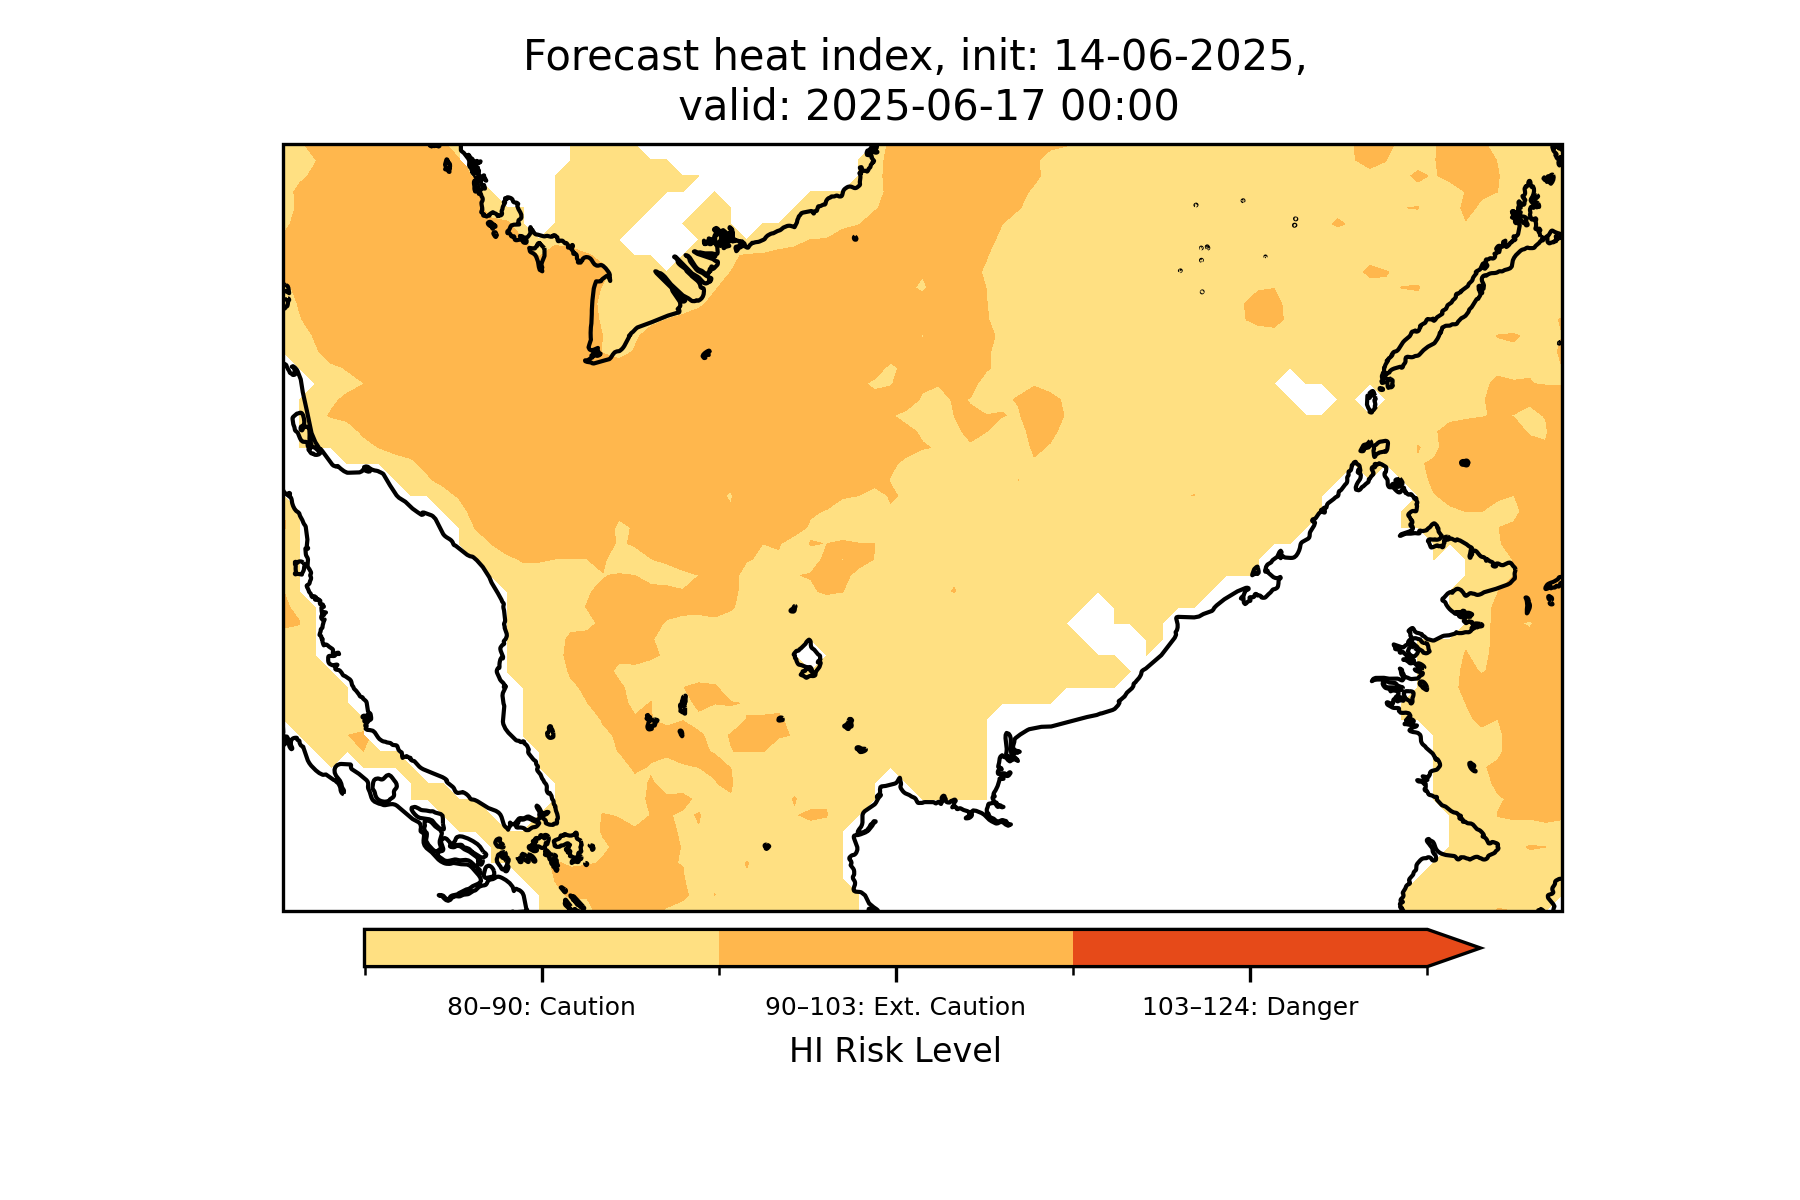 Forecast heat index, init: 14-06-2025,
valid: 2025-06-17 00:00
80–90: Caution
90–103: Ext. Caution
103–124: Danger
HI Risk Level